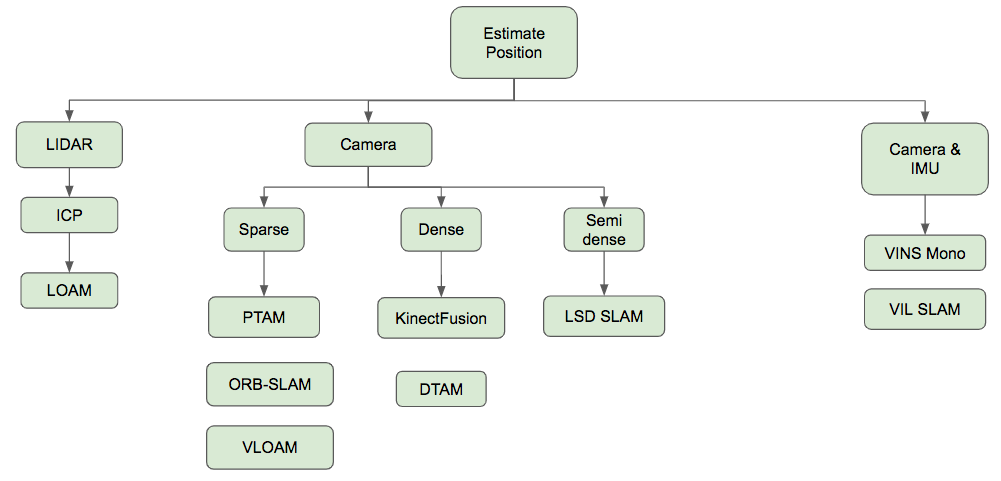 Estimate
Position
LIDAR
Camera
Camera &
IMU
ICP
Sparse
Dense
Semi
dense
VINS Mono
LOAM
PTAM
KinectFusion
LSD SLAM
VIL SLAM
ORB-SLAM
DTAM
VLOAM